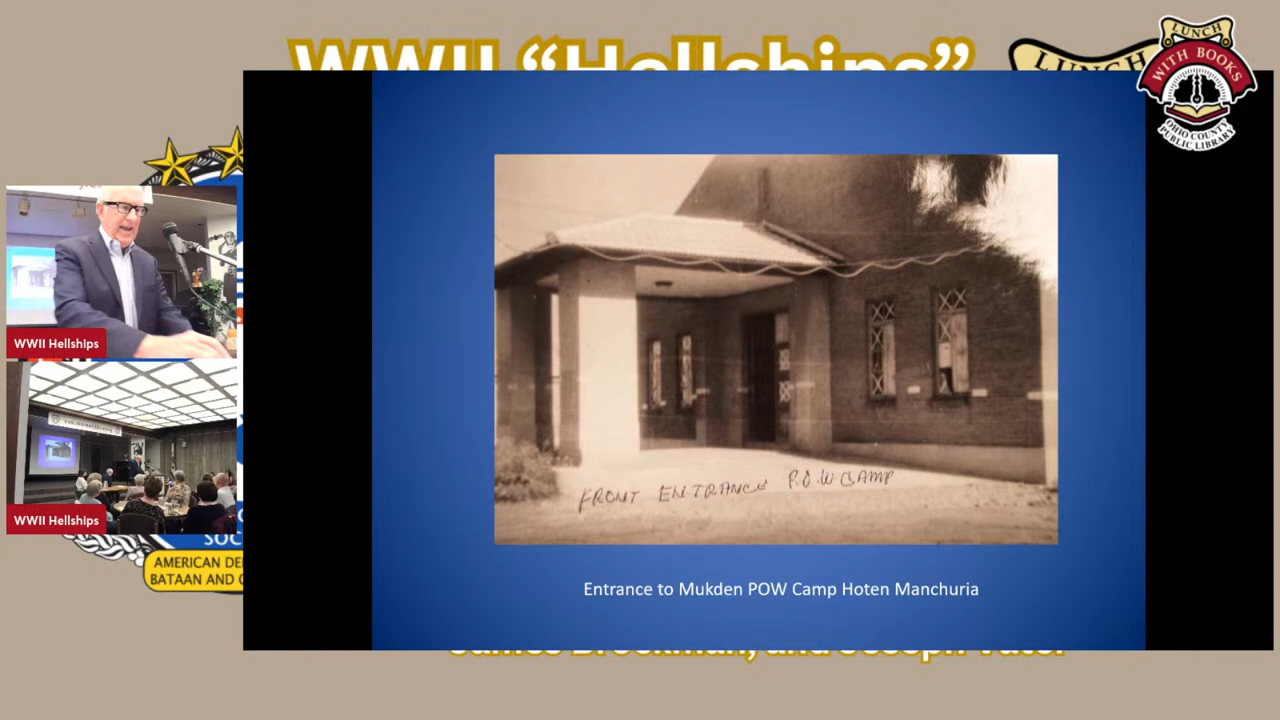 WWII “Hellships”
LUNCH
LUNCH
WITH BOOKS
OHIO COUNTY
PUBLIC LIBRARY
WWII Hellships
FRONT ENTRANCE P.O.W CAMP
WWII Hellships
SOC
AMERICAN DE
BATAAN AND
Entrance to Mukden POW Camp Hoten Manchuria